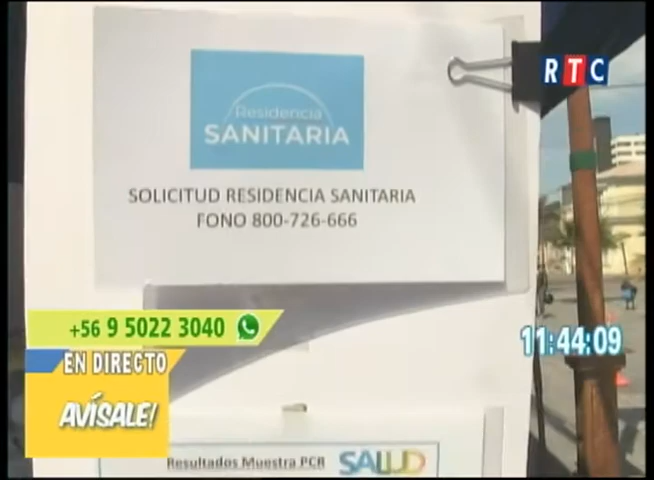 RTC
Residencia
SANITARIA
SOLICITUD RESIDENCIA SANITARIA
FONO 800-726-666
+56 9 5022 3040
11:44:09
EN DIRECTO
AVÍSALE!
Resultados Muestra PCR
SALUD